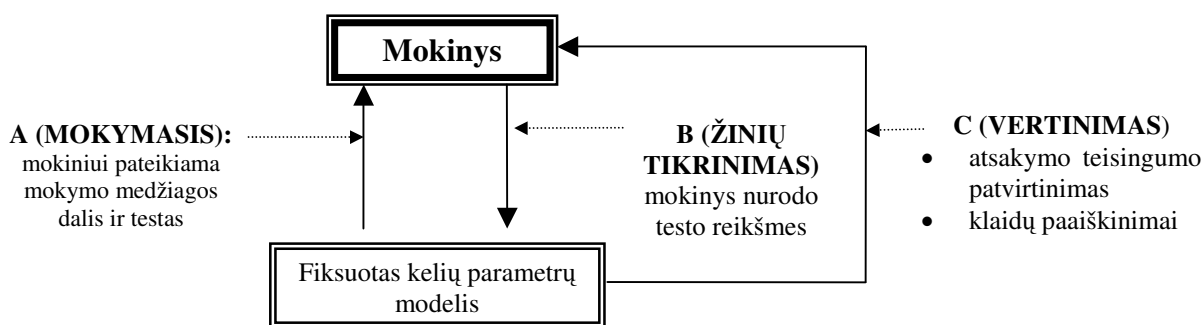 Mokinys
A (MOKYMASIS):
mokiniui pateikiama
mokymo medžiagos
dalis ir testas
B (ŽINIŲ
TIKRINIMAS)
mokinys nurodo
testo reikšmes
C (VERTINIMAS)
• atsakymo teisingumo
patvirtinimas
• klaidų paaiškinimai
Fiksuotas kelių parametrų
modelis